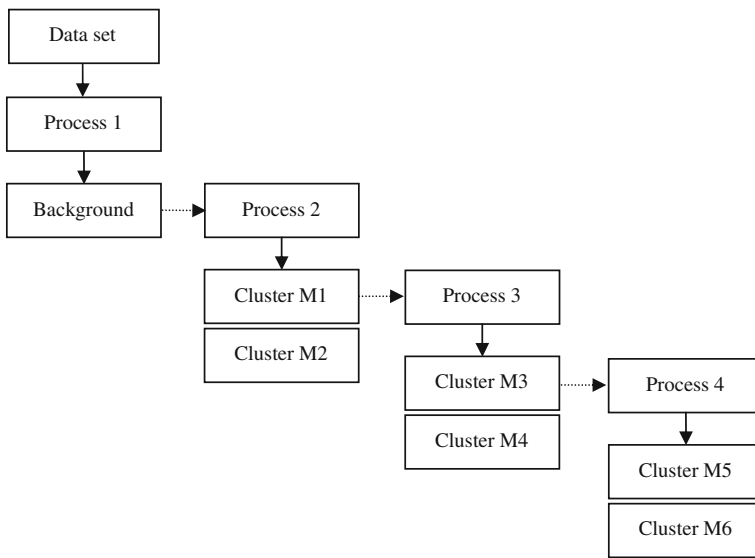 Data set
Process 1
Background
Process 2
Cluster M1
Process 3
Cluster M2
Cluster M3
Process 4
Cluster M4
Cluster M5
Cluster M6